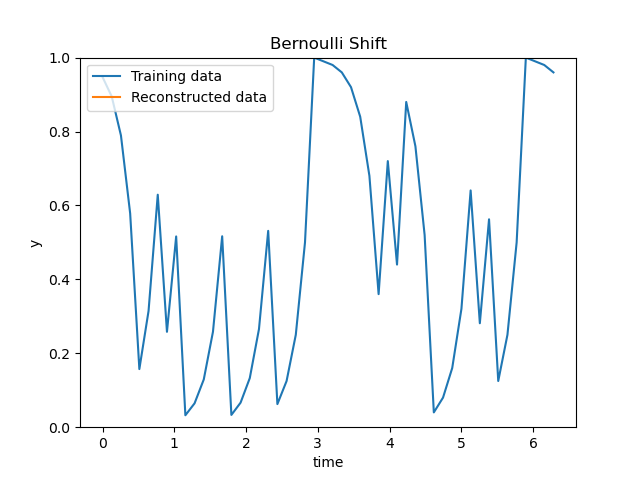 Bernoulli Shift
Training data
Reconstructed data
1.0
0.8
0.6
0.4
0.2
0.0
y
0 1 2 3 4 5 6
time